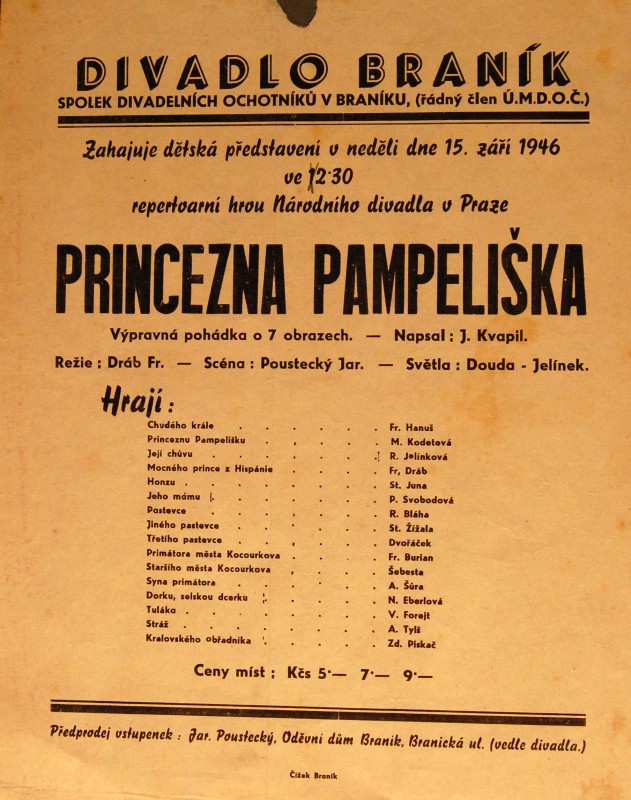 DIVADLO BRANÍK
SPOLEK DIVADELNÍCH OCHOTNÍKŮ V BRANÍKU, (řádný člen Ú.M.D.O.Č.)
Zahajuje dětská představení v neděli dne 15. září 1946
ve 12·30
repertoarní hrou Národního divadla v Praze
PRINCEZNA PAMPELIŠKA
Výpravná pohádka o 7 obrazech. — Napsal : J. Kvapil.
Režie : Dráb Fr. — Scéna : Poustecký Jar. — Světla : Douda - Jelínek.
Hrají :
Chudého krále . . . . . . Fr. Hanuš
Princeznu Pampelišku . . . . . M. Kodetová
Její chůvu . . . . . . . R. Jelínková
Mocného prince z Hispánie . . . . Fr, Dráb
Honzu . . . . . . . . St. Juna
Jeho mámu . . . . . . . P. Svobodová
Pastevce . . . . . . . R. Bláha
Jiného pastevce . . . . . . St. Žížala
Třetího pastevce . . . . . . Dvořáček
Primátora města Kocourkova . . . . Fr. Burian
Staršího města Kocourkova . . . . Šebesta
Syna primátora . . . . . . A. Šůra
Dorku, selskou dcerku . . . . . N. Eberlová
Tuláka . . . . . . . . V. Forejt
Stráž . . . . . . . . A. Tylš
Kralovského obřadníka . . . . . Zd. Piskač
Ceny míst ; Kčs 5·— 7·— 9·—
Předprodej vstupenek : Jar. Poustecký, Oděvní dům Braník, Branická ul. (vedle divadla.)
Čížek Braník